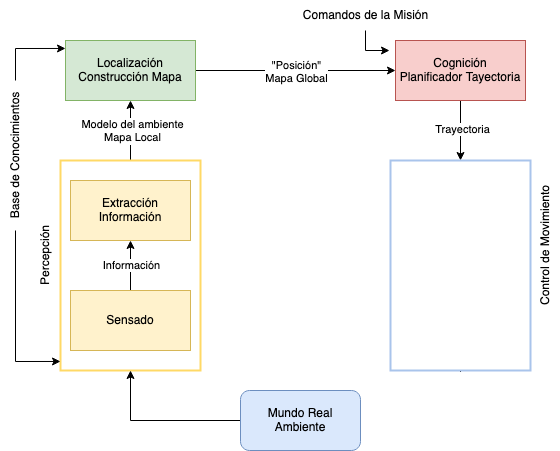 Comandos de la Misión
Localización
Construcción Mapa
"Posición"
Mapa Global
Cognición
Planificador Tayectoria
Base de Conocimientos
Modelo del ambiente
Mapa Local
Trayectoria
Percepción
Extracción
Información
Información
Sensado
Control de Movimiento
Mundo Real
Ambiente